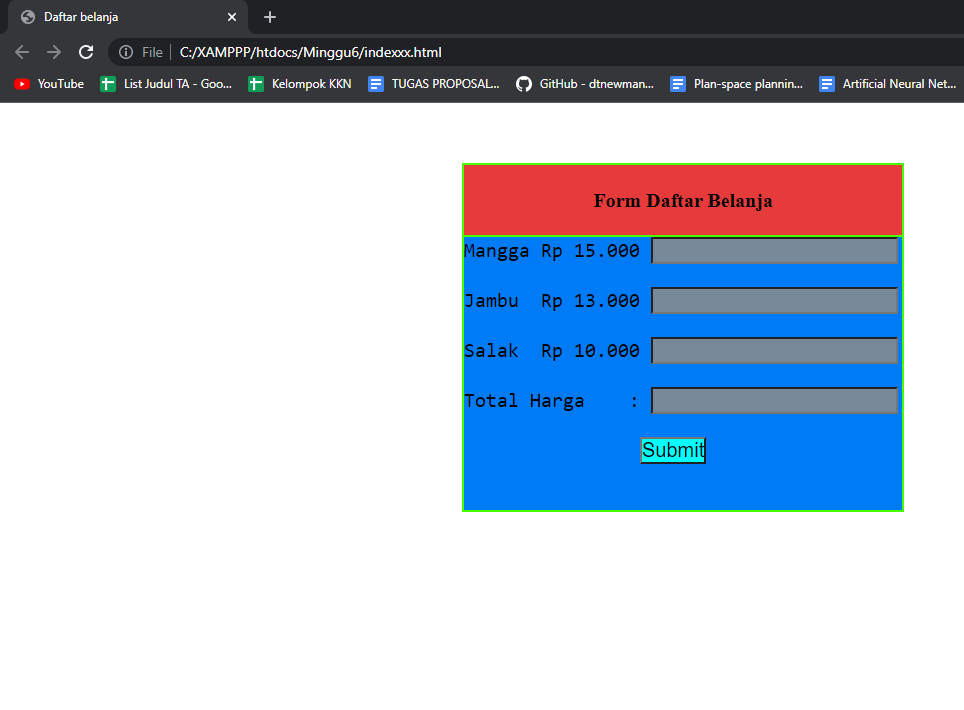 Daftar belanja
File C:/XAMPPP/htdocs/Minggu6/indexxx.html
YouTube List Judul TA - Goo... Kelempok KKN TUGAS PROPOSAL... GitHub - dtnewman... Plan-space plannin... Artificial Neural Net...
Form Daftar Belanja
Mangga Rp 15.000
Jambu Rp 13.000
Salak Rp 10.000
Total Harga :
Submit